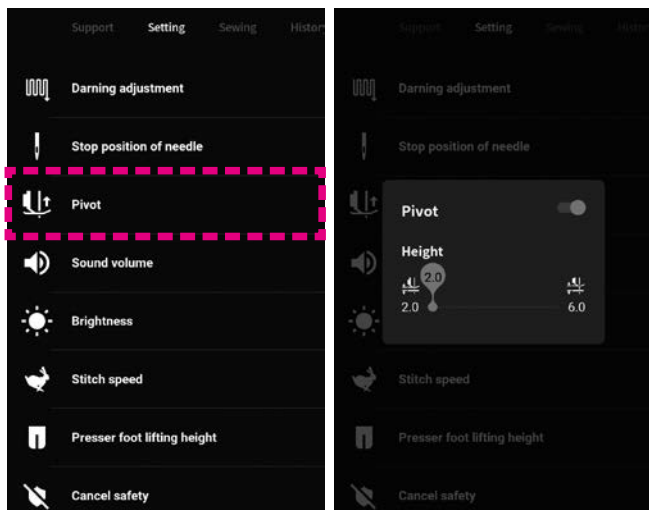 Support Setting Sewing History
Darning adjustment
Stop position of needle
Pivot
Sound volume
Brightness
Stitch speed
Presser foot lifting height
Cancel safety
Support Setting Sewing
Darning adjustment
Stop position of needle
Pivot
Height
2.0
2.0 6.0
Stitch speed
Presser foot lifting height
Cancel safety